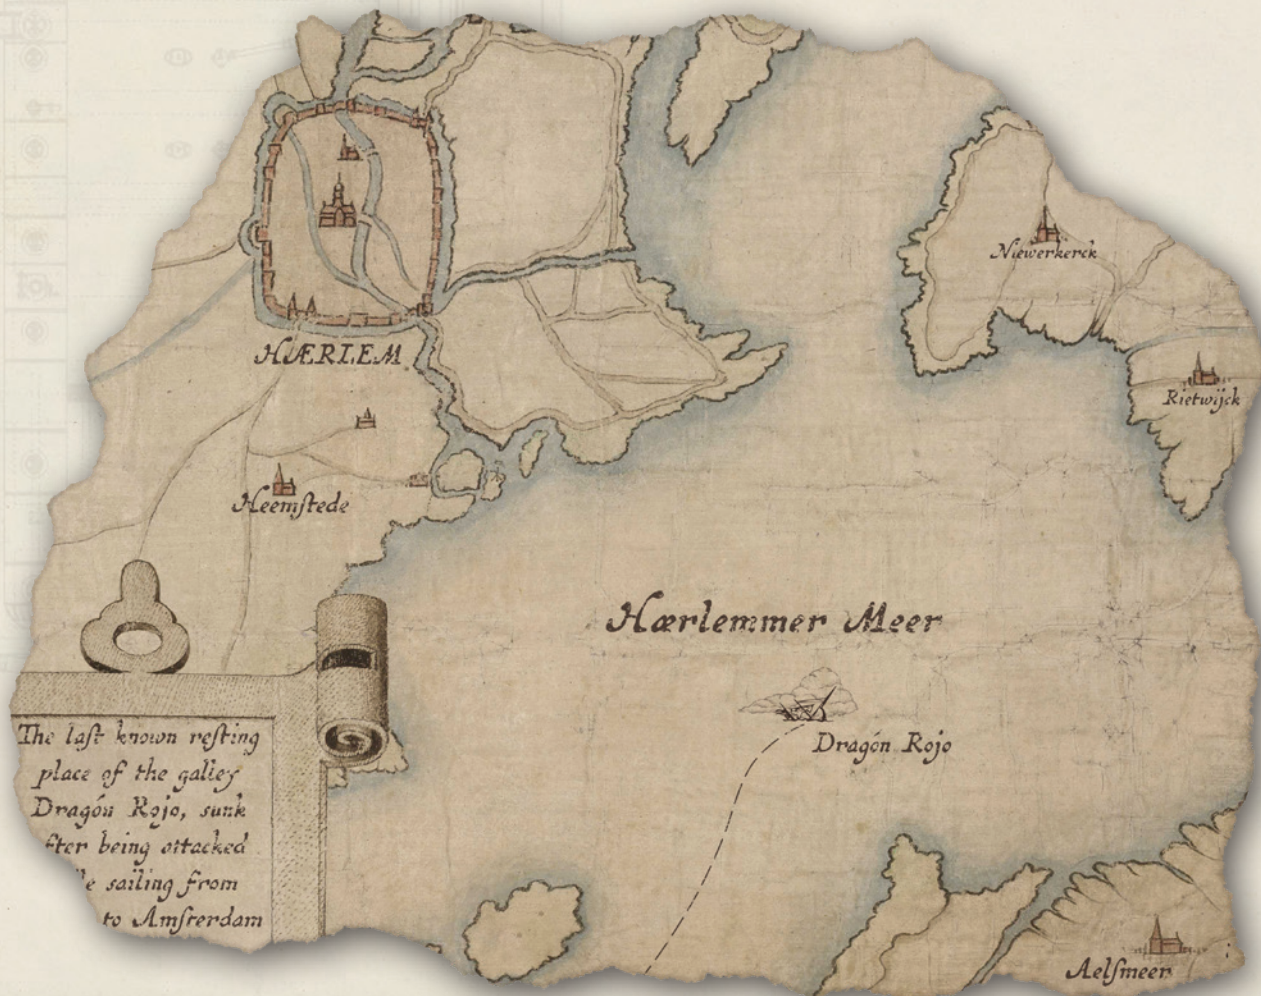 Niewerkerck
HÆRLEM
Rietwijck
Heemſtede
Hærlemmer Meer
Dragón Rojo
The laſt known reſting
place of the galley
Dragón Rojo, sunk
fter being attacked
le sailing from
to Amſterdam
Aelſmeer